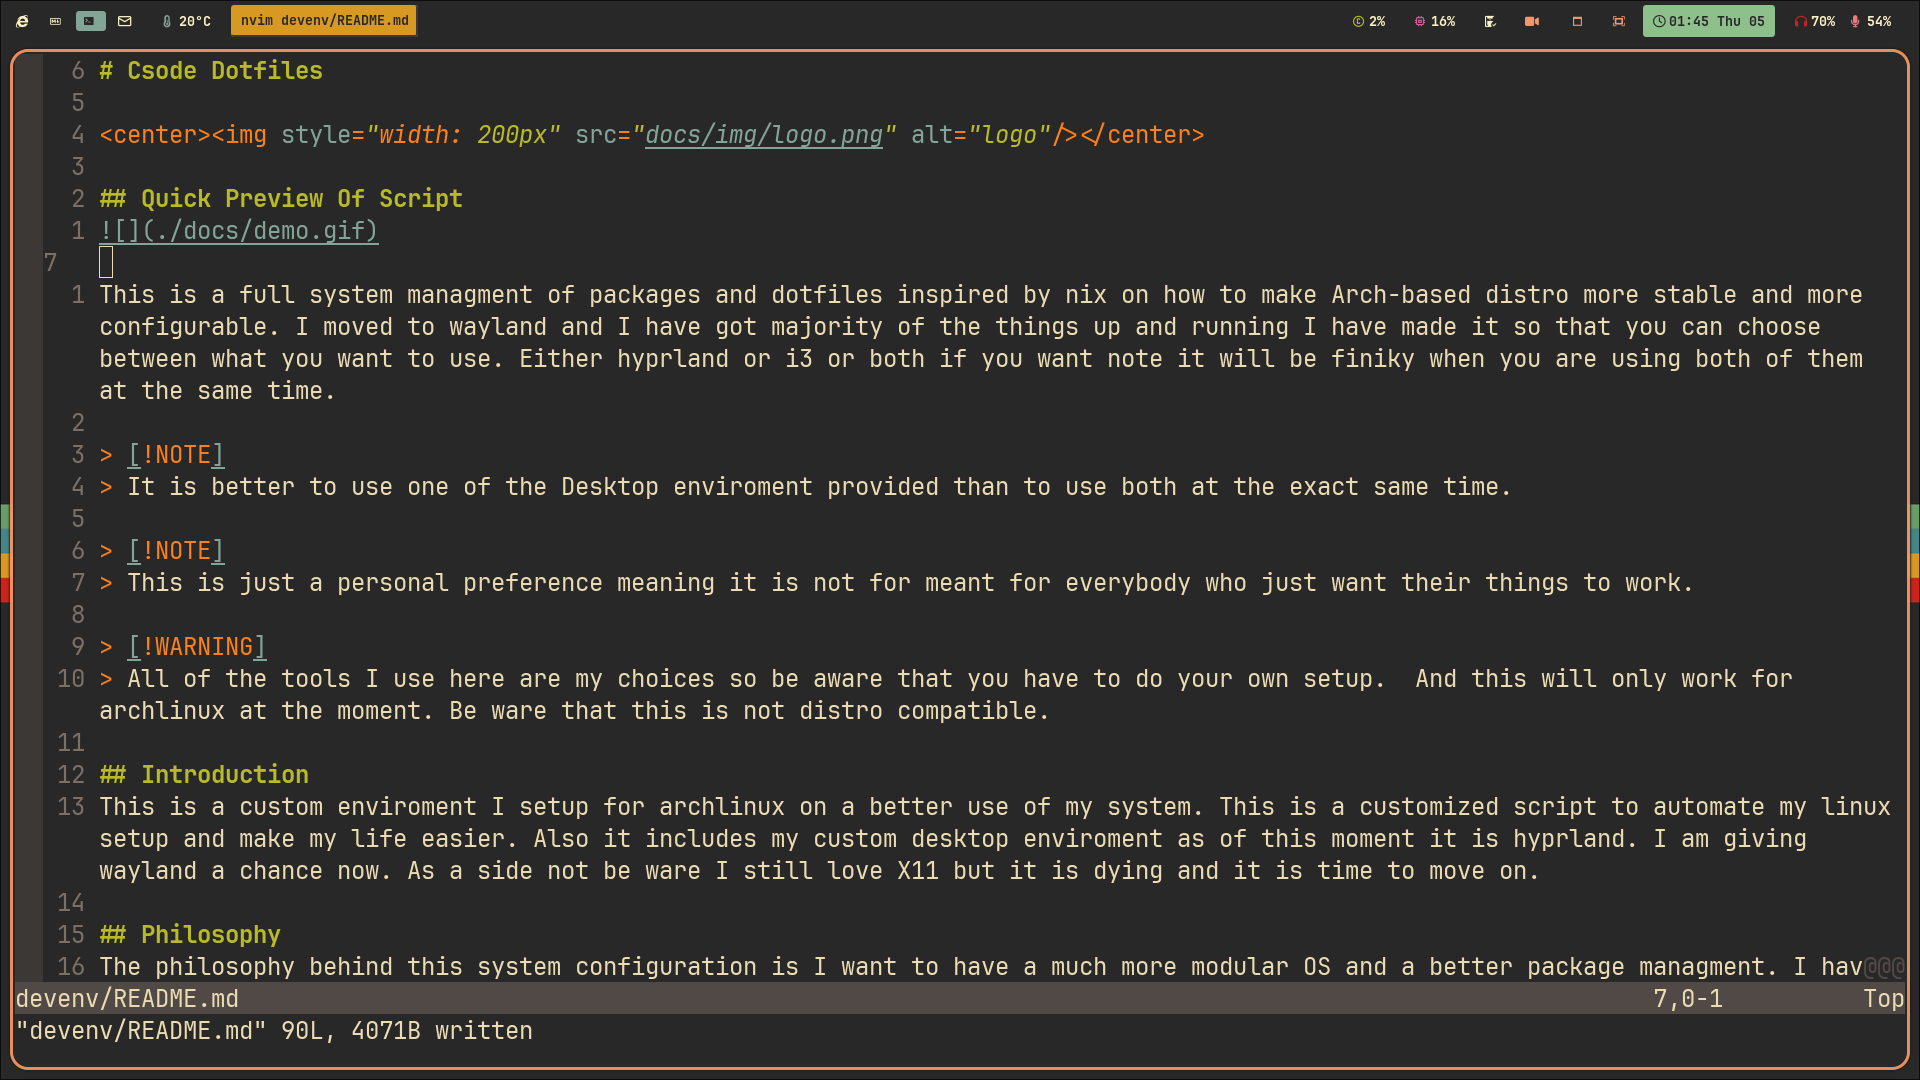 20°C nvim devenv/README.md 2% 16% 01:45 Thu 05 70% 54%
6 # Csode Dotfiles
5
4 <center><img style="width: 200px" src="docs/img/logo.png" alt="logo"/></center>
3
2 ## Quick Preview Of Script
1 ![](./docs/demo.gif)
7
1 This is a full system managment of packages and dotfiles inspired by nix on how to make Arch-based distro more stable and more
configurable. I moved to wayland and I have got majority of the things up and running I have made it so that you can choose
between what you want to use. Either hyprland or i3 or both if you want note it will be finiky when you are using both of them
at the same time.
2
3 > [!NOTE]
4 > It is better to use one of the Desktop enviroment provided than to use both at the exact same time.
5
6 > [!NOTE]
7 > This is just a personal preference meaning it is not for meant for everybody who just want their things to work.
8
9 > [!WARNING]
10 > All of the tools I use here are my choices so be aware that you have to do your own setup.  And this will only work for
archlinux at the moment. Be ware that this is not distro compatible.
11
12 ## Introduction
13 This is a custom enviroment I setup for archlinux on a better use of my system. This is a customized script to automate my linux
setup and make my life easier. Also it includes my custom desktop enviroment as of this moment it is hyprland. I am giving
wayland a chance now. As a side not be ware I still love X11 but it is dying and it is time to move on.
14
15 ## Philosophy
16 The philosophy behind this system configuration is I want to have a much more modular OS and a better package managment. I hav@@@
devenv/README.md 7,0-1 Top
"devenv/README.md" 90L, 4071B written